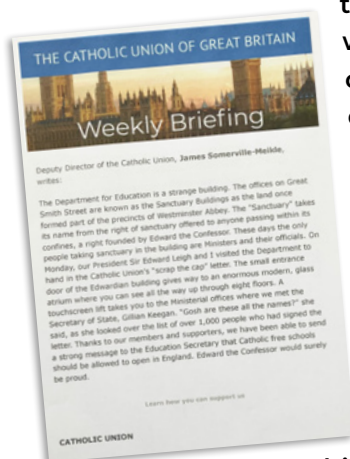 THE CATHOLIC UNION OF GREAT BRITAIN
Weekly Briefing
Deputy Director of the Catholic Union, James Somerville-Meikle,
writes:
The Department for Education is a strange building. The offices on Great
Smith Street are known as the Sanctuary Buildings as the land once
formed part of the precincts of Westminster Abbey. The "Sanctuary" takes
its name from the right of sanctuary offered to anyone passing within its
confines, a right founded by Edward the Confessor. These days the only
people taking sanctuary in the building are Ministers and their officials. On
Monday, our President Sir Edward Leigh and I visited the Department to
hand in the Catholic Union's "scrap the cap" letter. The small entrance
door of the Edwardian building gives way to an enormous modern, glass
atrium where you can see all the way up through eight floors. A
touchscreen lift takes you to the Ministerial offices where we met the
Secretary of State, Gillian Keegan. "Gosh are these all the names?" she
said, as she looked over the list of over 1,000 people who had signed the
letter. Thanks to our members and supporters, we have been able to send
a strong message to the Education Secretary that Catholic free schools
should be allowed to open in England. Edward the Confessor would surely
be proud.
Learn how you can support us
CATHOLIC UNION